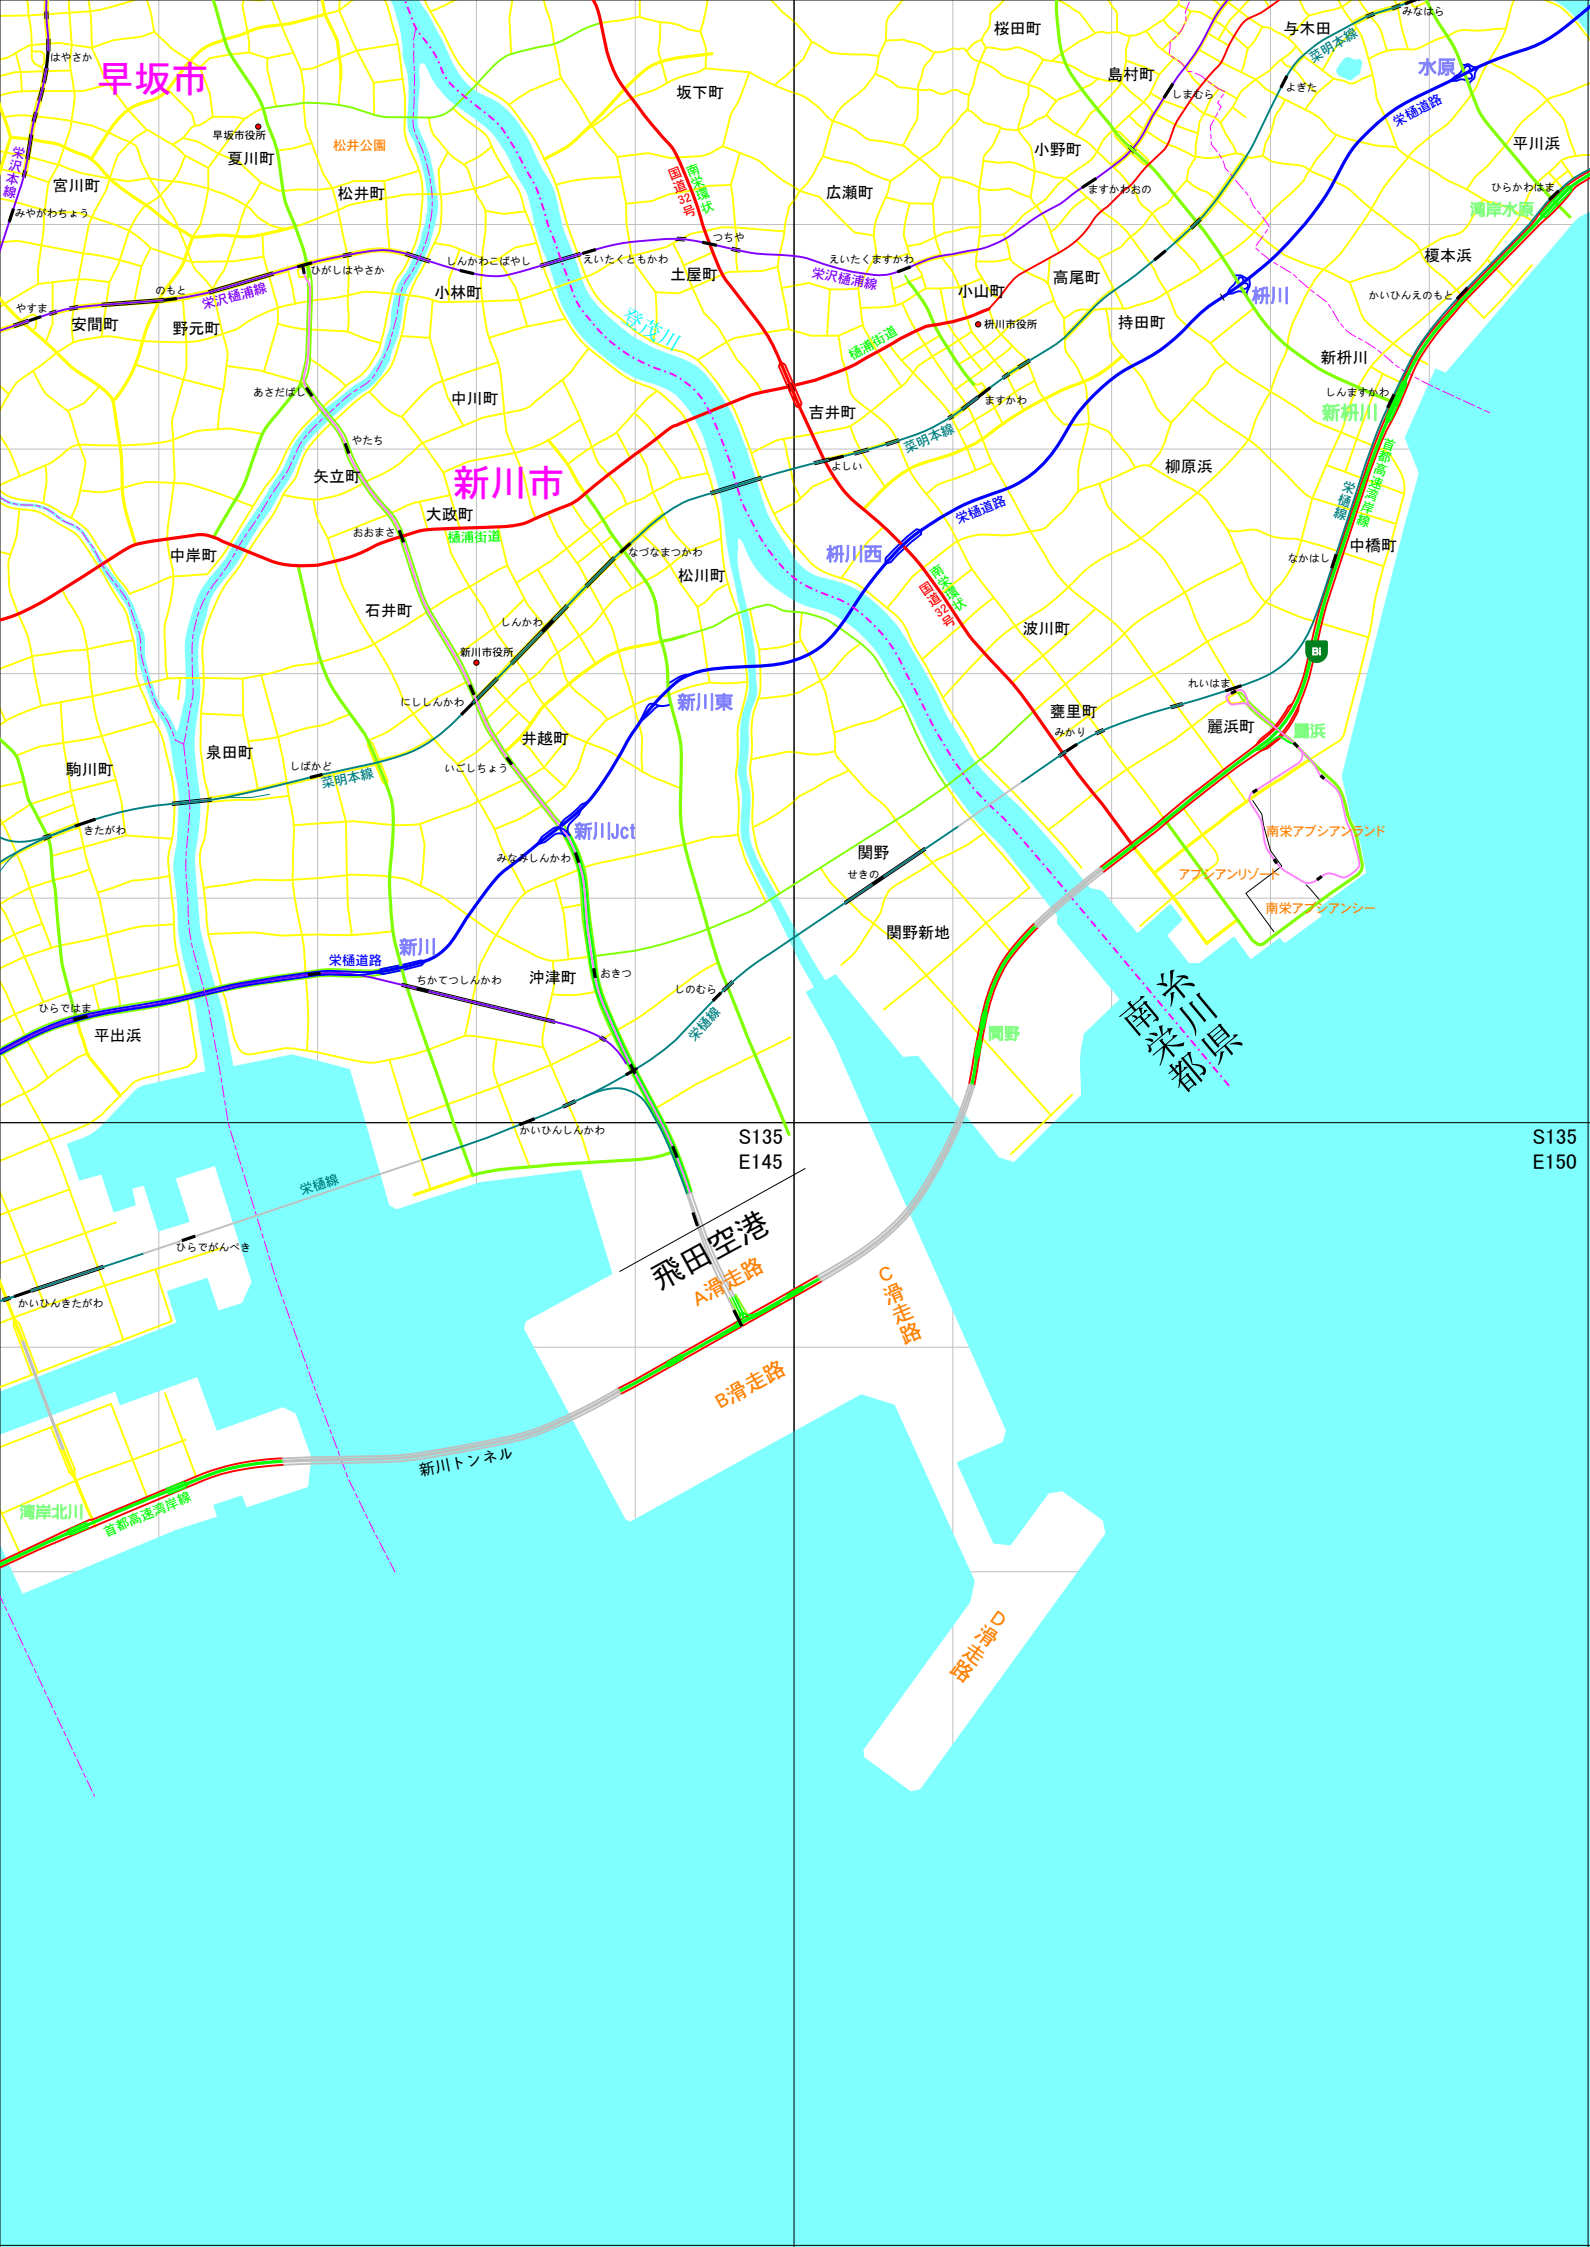 みなはら
桜田町
与木田
菜明本線
はやさか
早坂市
水原
島村町
よぎた
しまむら
坂下町
栄樋道路
早坂市役所
松井公園
夏川町
小野町
平川浜
栄沢本線
宮川町
松井町
国道32号
南栄環状
広瀬町
ますかわおの
ひらかわはま
湾岸水原
みやがわちょう
つちや
ひがしはやさか
しんかわこばやし
えいたくともかわ
土屋町
えいたくますかわ
栄沢樋浦線
高尾町
榎本浜
のもと
栄沢樋浦線
小林町
小山町
枡川
かいひんえのもと
やすま
安間町
野元町
登茂川
枡川市役所
持田町
樋浦街道
新枡川
あさだばし
中川町
ますかわ
しんますかわ
吉井町
新枡川
やたち
菜明本線
首都高速湾岸線
矢立町
新川市
よしい
柳原浜
栄樋線
大政町
栄樋道路
おおまさ
樋浦街道
中岸町
なづなまつかわ
枡川西
中橋町
なかはし
松川町
南栄環状
国道32号
石井町
しんかわ
波川町
新川市役所
Bi
にししんかわ
新川東
れいはま
甕里町
麗浜町
麗浜
泉田町
井越町
みかり
駒川町
しばかど
菜明本線
いごしちょう
きたがわ
新川Jct
南栄アブシアンランド
みなみしんかわ
関野
せきの
アブシアンリゾート
南栄アブシアンシー
関野新地
新川
栄樋道路
ちかてつしんかわ
沖津町
おきつ
しのむら
糸川県
南栄都
ひらではま
平出浜
栄樋線
関野
かいひんしんかわ
S135
E145
S135
E150
栄樋線
ひらでがんぺき
飛田空港
A滑走路
C滑走路
かいひんきたがわ
B滑走路
新川トンネル
湾岸北川
首都高速湾岸線
D滑走路